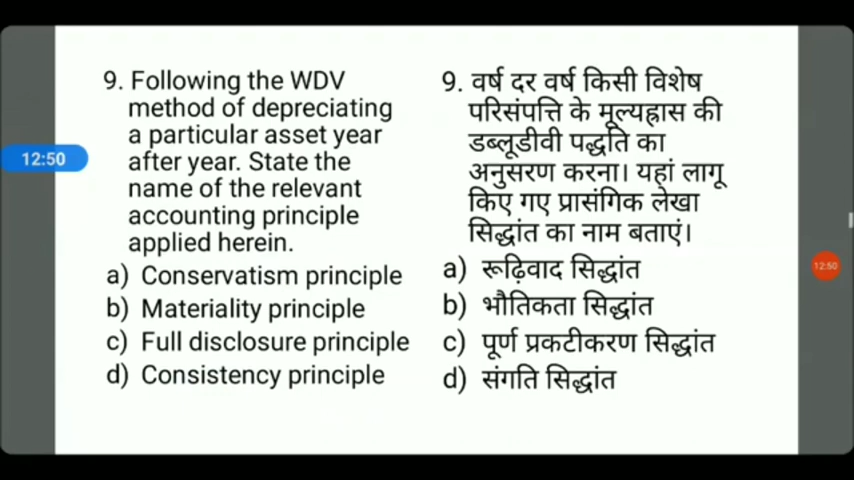 9. Following the WDV
method of depreciating
a particular asset year
after year. State the
name of the relevant
accounting principle
applied herein.
a) Conservatism principle
b) Materiality principle
c) Full disclosure principle
d) Consistency principle
9. वर्ष दर वर्ष किसी विशेष
परिसंपत्ति के मूल्यह्रास की
डब्लूडीवी पद्धति का
अनुसरण करना। यहां लागू
किए गए प्रासंगिक लेखा
सिद्धांत का नाम बताएं।
a) रूढ़िवाद सिद्धांत
b) भौतिकता सिद्धांत
c) पूर्ण प्रकटीकरण सिद्धांत
d) संगति सिद्धांत
12:50
12:50